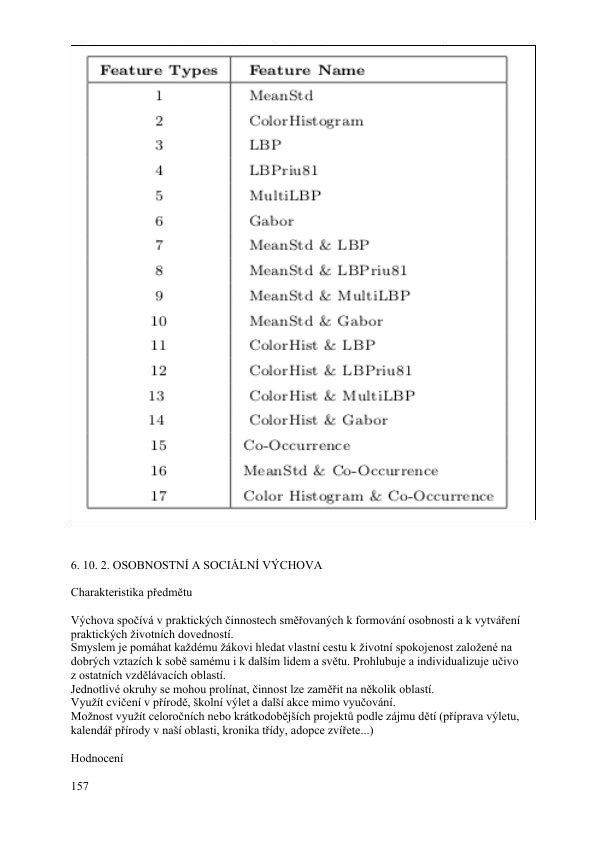 Feature Types Feature Name
1 MeanStd
2 ColorHistogram
3 LBP
4 LBPriu81
5 MultiLBP
6 Gabor
7 MeanStd & LBP
8 MeanStd & LBPriu81
9 MeanStd & MultiLBP
10 MeanStd & Gabor
11 ColorHist & LBP
12 ColorHist & LBPriu81
13 ColorHist & MultiLBP
14 ColorHist & Gabor
15 Co-Occurrence
16 MeanStd & Co-Occurrence
17 Color Histogram & Co-Occurrence
6. 10. 2. OSOBNOSTNÍ A SOCIÁLNÍ VÝCHOVA
Charakteristika předmětu
Výchova spočívá v praktických činnostech směřovaných k formování osobnosti a k vytváření
praktických životních dovedností.
Smyslem je pomáhat každému žákovi hledat vlastní cestu k životní spokojenost založené na
dobrých vztazích k sobě samému i k dalším lidem a světu. Prohlubuje a individualizuje učivo
z ostatních vzdělávacích oblastí.
Jednotlivé okruhy se mohou prolínat, činnost lze zaměřit na několik oblastí.
Využít cvičení v přírodě, školní výlet a další akce mimo vyučování.
Možnost využít celoročních nebo krátkodobějších projektů podle zájmu dětí (příprava výletu,
kalendář přírody v naší oblasti, kronika třídy, adopce zvířete...)
Hodnocení
157